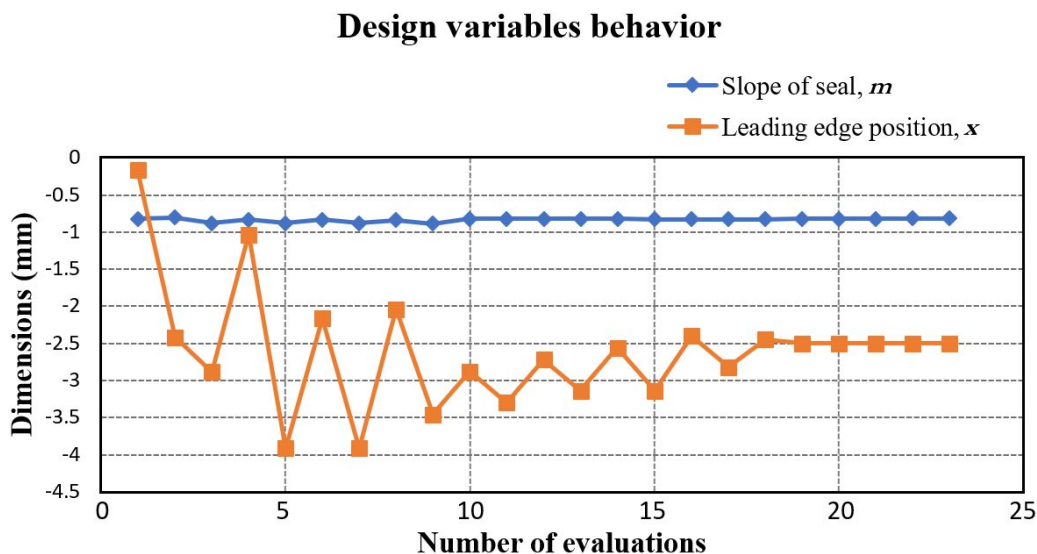 Design variables behavior
Slope of seal, m
Leading edge position, x
0
-0.5
-1
-1.5
-2
-2.5
-3
-3.5
-4
-4.5
Dimensions (mm)
0 5 10 15 20 25
Number of evaluations